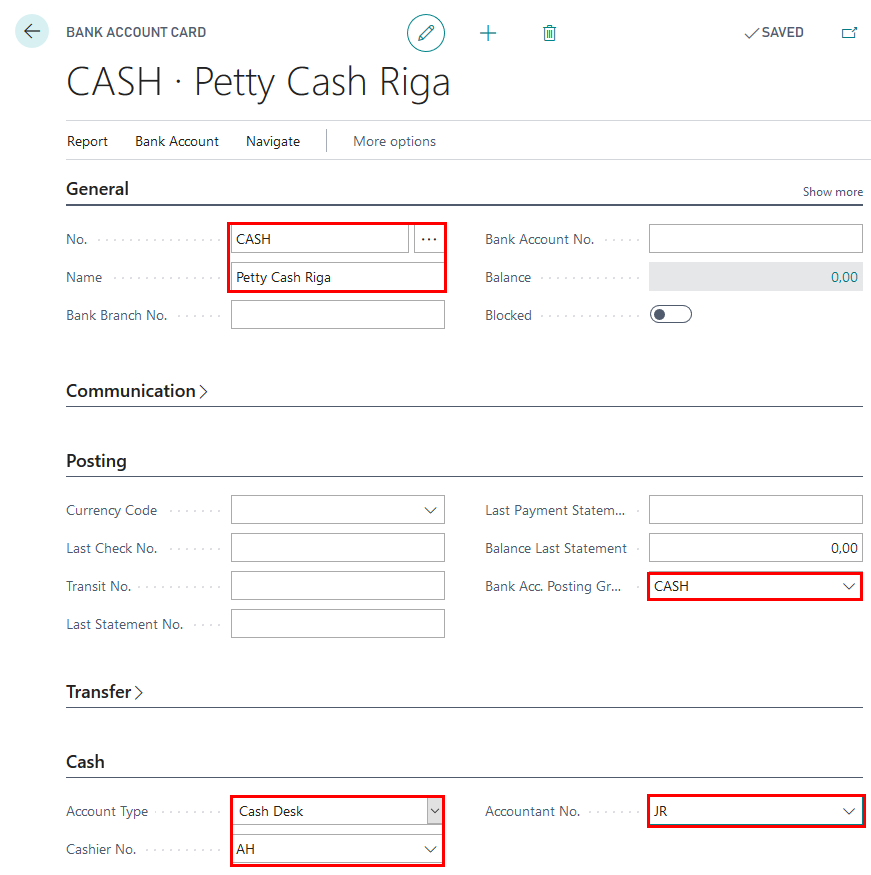 BANK ACCOUNT CARD
SAVED
CASH · Petty Cash Riga
Report Bank Account Navigate More options
General
Show more
No. CASH ...
Bank Account No.
Name Petty Cash Riga
Balance 0,00
Bank Branch No.
Blocked
Communication
Posting
Currency Code
Last Payment Statem...
Last Check No.
Balance Last Statement 0,00
Transit No.
Bank Acc. Posting Gr... CASH
Last Statement No.
Transfer
Cash
Account Type Cash Desk
Accountant No. JR
Cashier No. AH